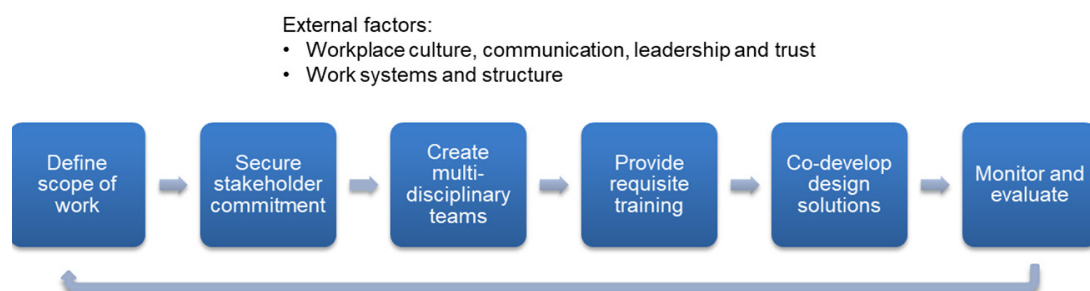 External factors:
• Workplace culture, communication, leadership and trust
• Work systems and structure
Define
scope of
work
Secure
stakeholder
commitment
Create
multi-
disciplinary
teams
Provide
requisite
training
Co-develop
design
solutions
Monitor and
evaluate